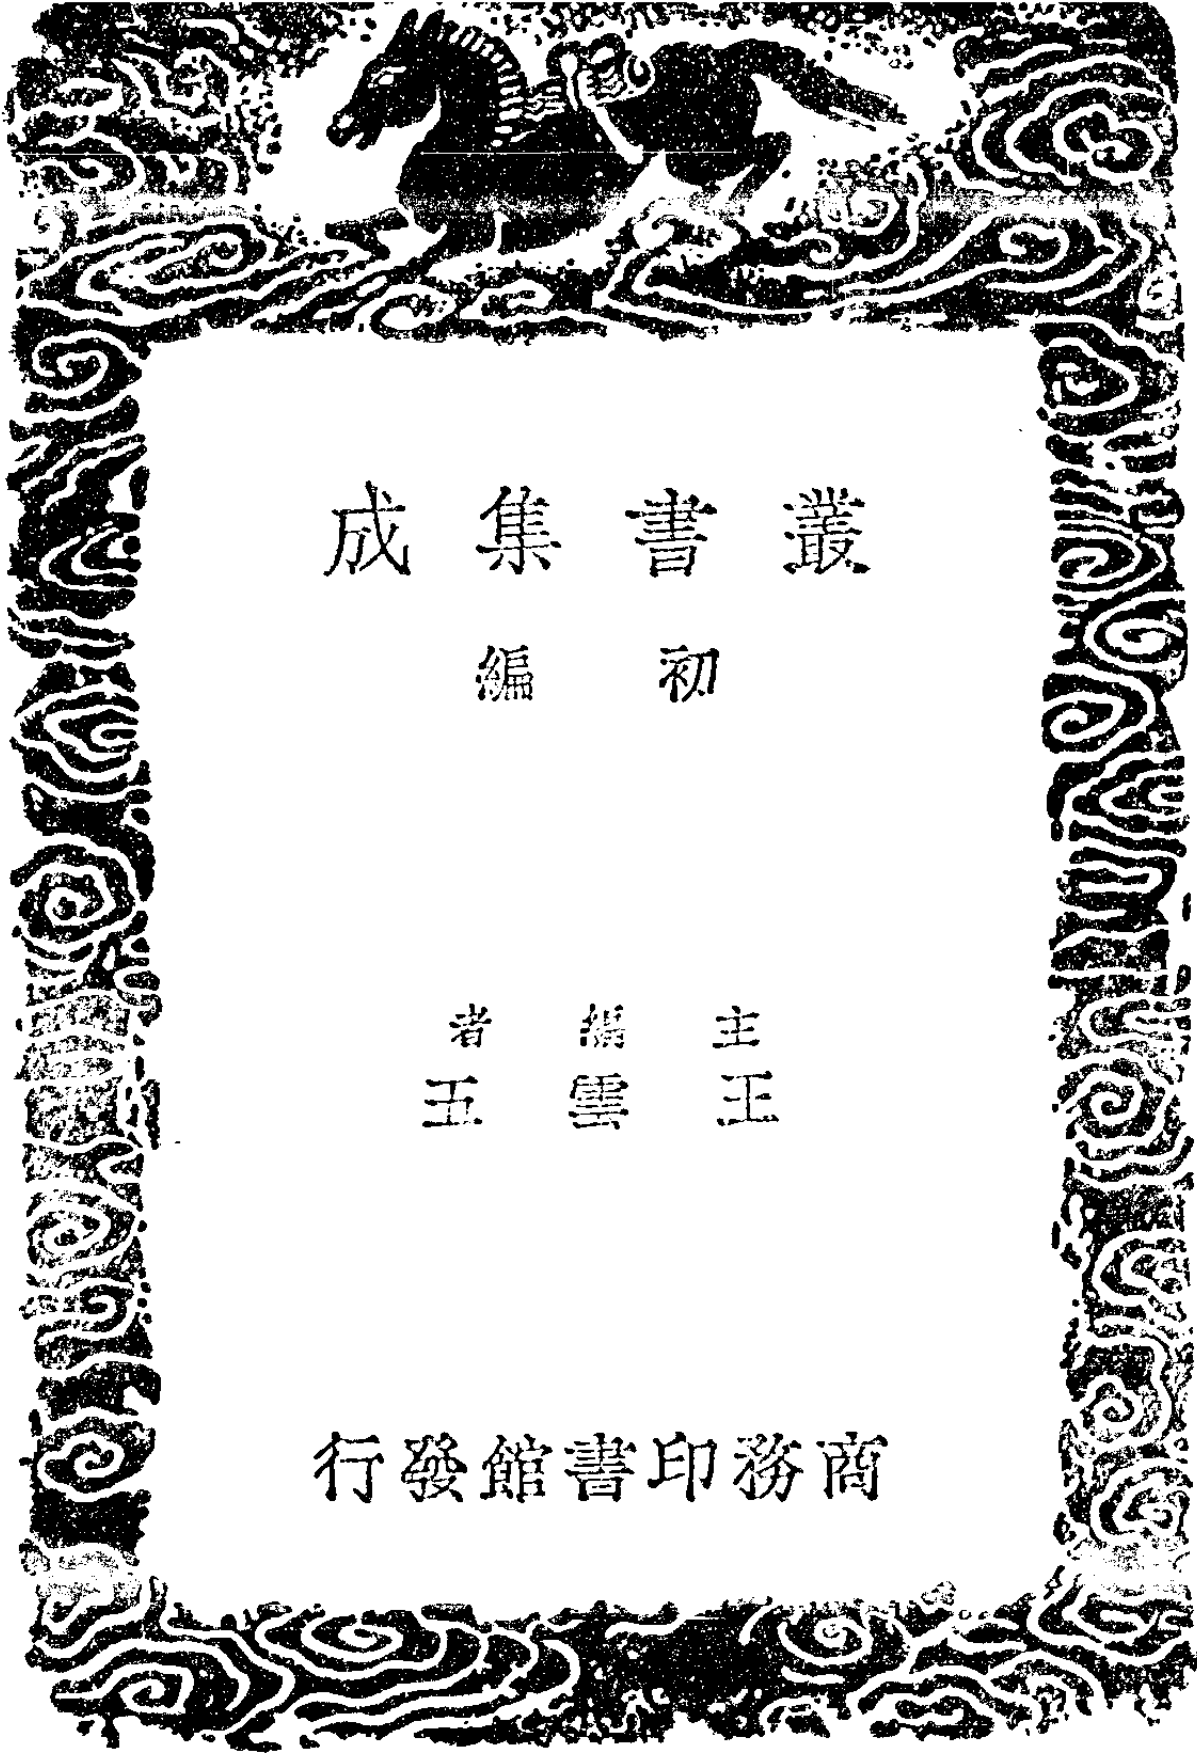 叢書集成
初編
主編者
王雲五
商務印書館發行